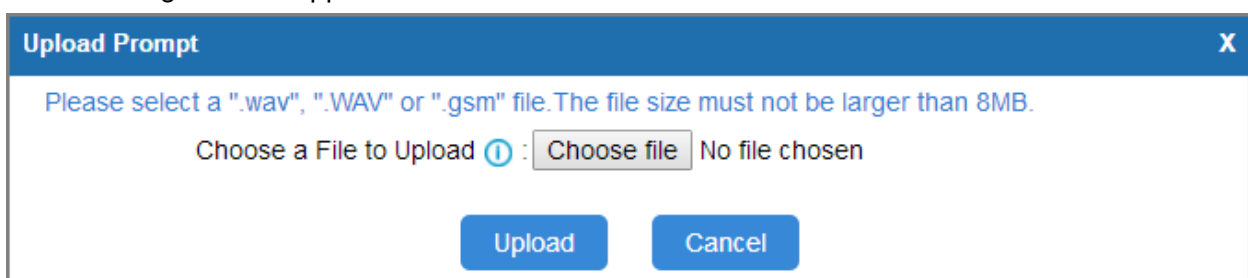 Upload Prompt X
Please select a ".wav", ".WAV" or ".gsm" file.The file size must not be larger than 8MB.
Choose a File to Upload i : Choose file No file chosen
Upload Cancel